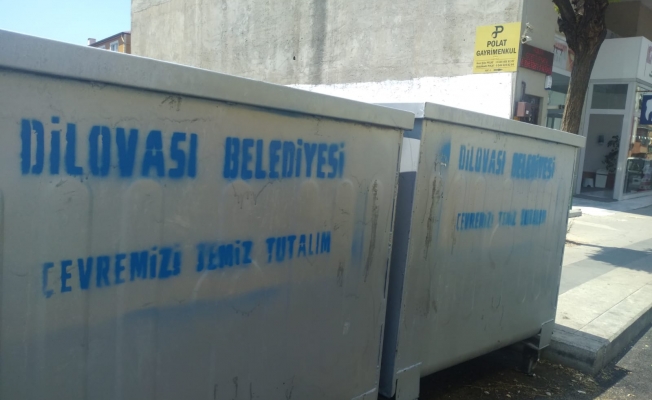 DİLOVASI BELEDİYESİ
ÇEVREMİZİ TEMİZ TUTALIM
DİLOVASI BELEDİYESİ
ÇEVREMİZİ TEMİZ TUTALIM
POLAT
GAYRİMENKUL